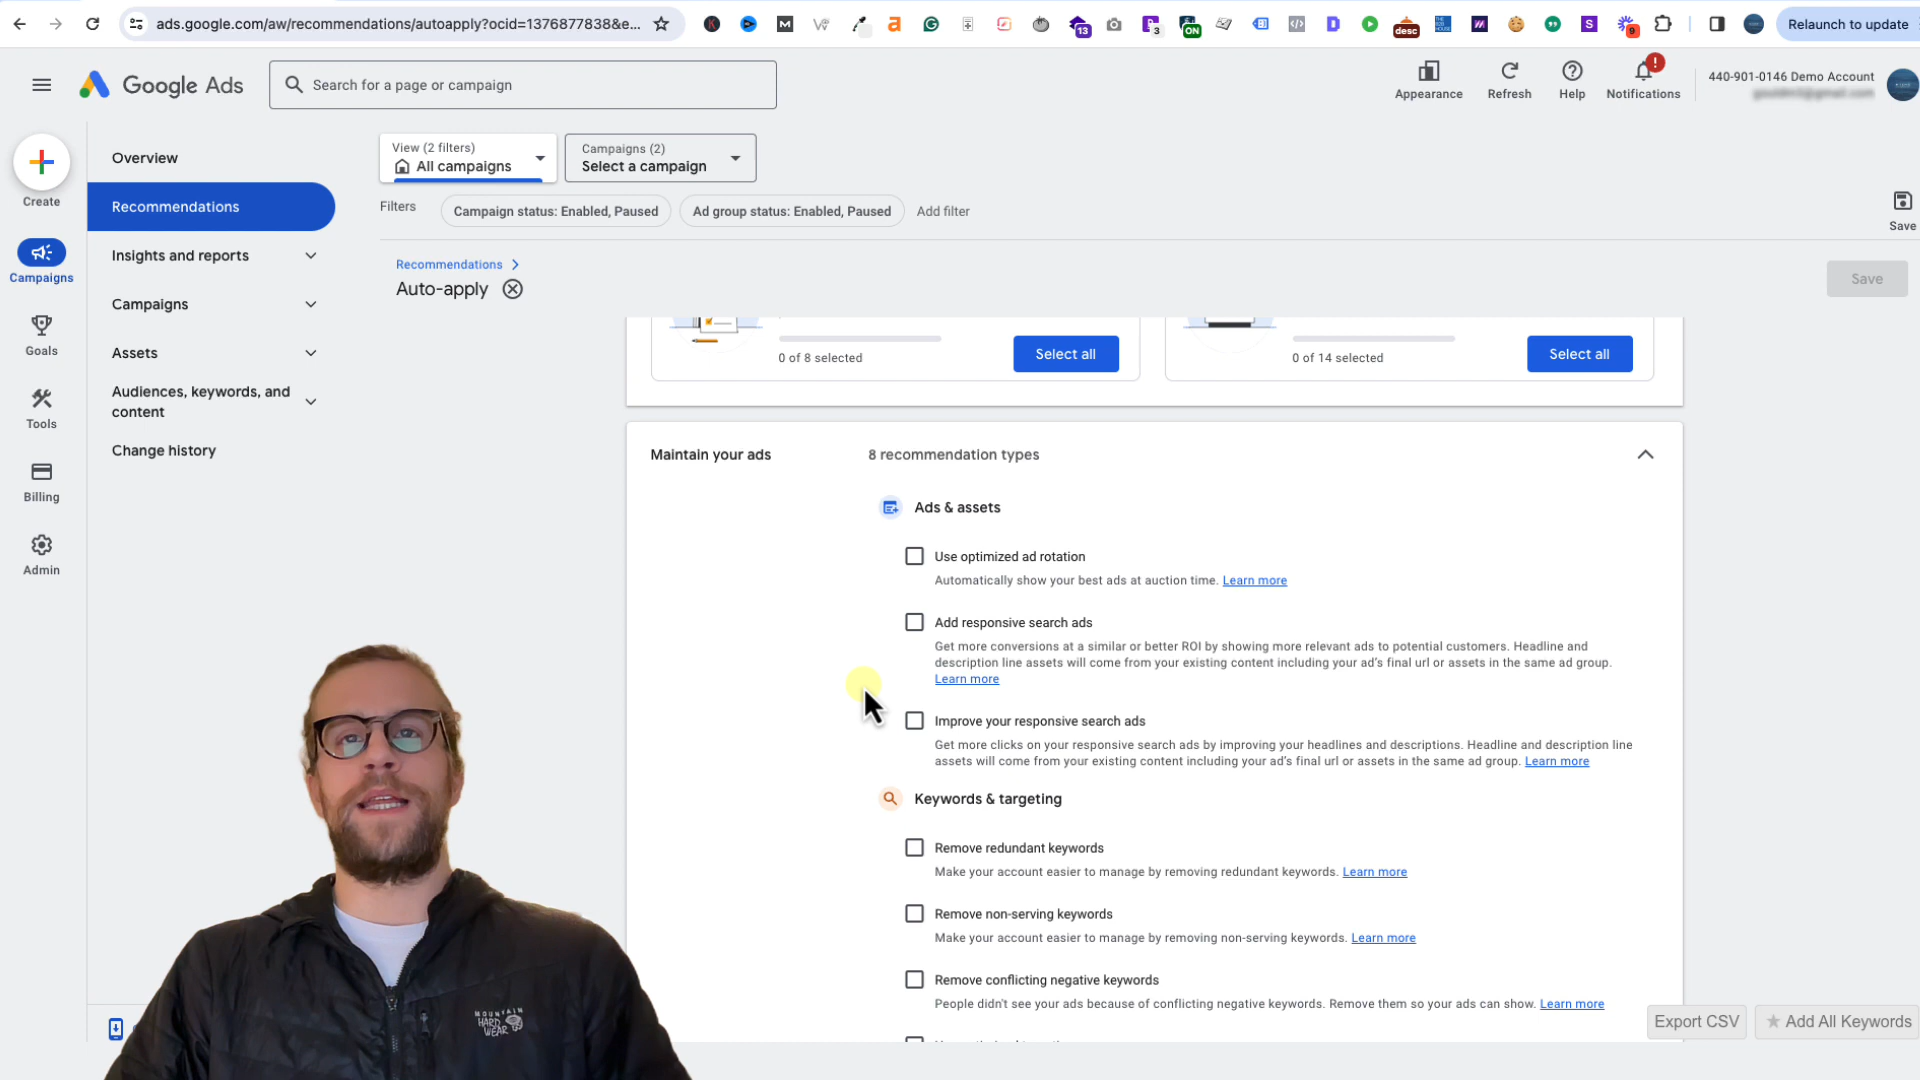 ads.google.com/aw/recommendations/autoapply?ocid=1376877838&e...
13
3
ON
desc
9
Relaunch to update
Google Ads
Search for a page or campaign
Appearance
Refresh
Help
Notifications
440-901-0146 Demo Account
Create
Campaigns
Goals
Tools
Billing
Admin
Overview
Recommendations
Insights and reports
Campaigns
Assets
Audiences, keywords, and
content
Change history
View (2 filters)
All campaigns
Campaigns (2)
Select a campaign
Filters
Campaign status: Enabled, Paused
Ad group status: Enabled, Paused
Add filter
Save
Recommendations
Auto-apply
Save
0 of 8 selected
Select all
0 of 14 selected
Select all
Maintain your ads
8 recommendation types
Ads & assets
Use optimized ad rotation
Automatically show your best ads at auction time. Learn more
Add responsive search ads
Get more conversions at a similar or better ROI by showing more relevant ads to potential customers. Headline and
description line assets will come from your existing content including your ad's final url or assets in the same ad group.
Learn more
Improve your responsive search ads
Get more clicks on your responsive search ads by improving your headlines and descriptions. Headline and description line
assets will come from your existing content including your ad's final url or assets in the same ad group. Learn more
Keywords & targeting
Remove redundant keywords
Make your account easier to manage by removing redundant keywords. Learn more
Remove non-serving keywords
Make your account easier to manage by removing non-serving keywords. Learn more
Remove conflicting negative keywords
People didn't see your ads because of conflicting negative keywords. Remove them so your ads can show. Learn more
Export CSV
Add All Keywords
MOUNTAIN
HARD
WEAR